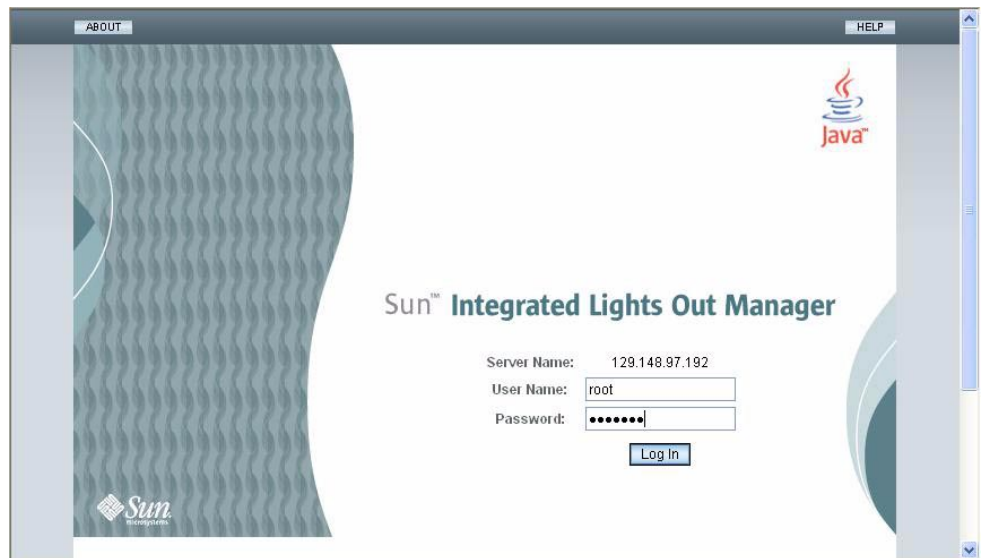 ABOUT
HELP
Java™
Sun™ Integrated Lights Out Manager
Server Name: 129.148.97.192
User Name: root
Password: •••••••
Log In
Sun
microsystems